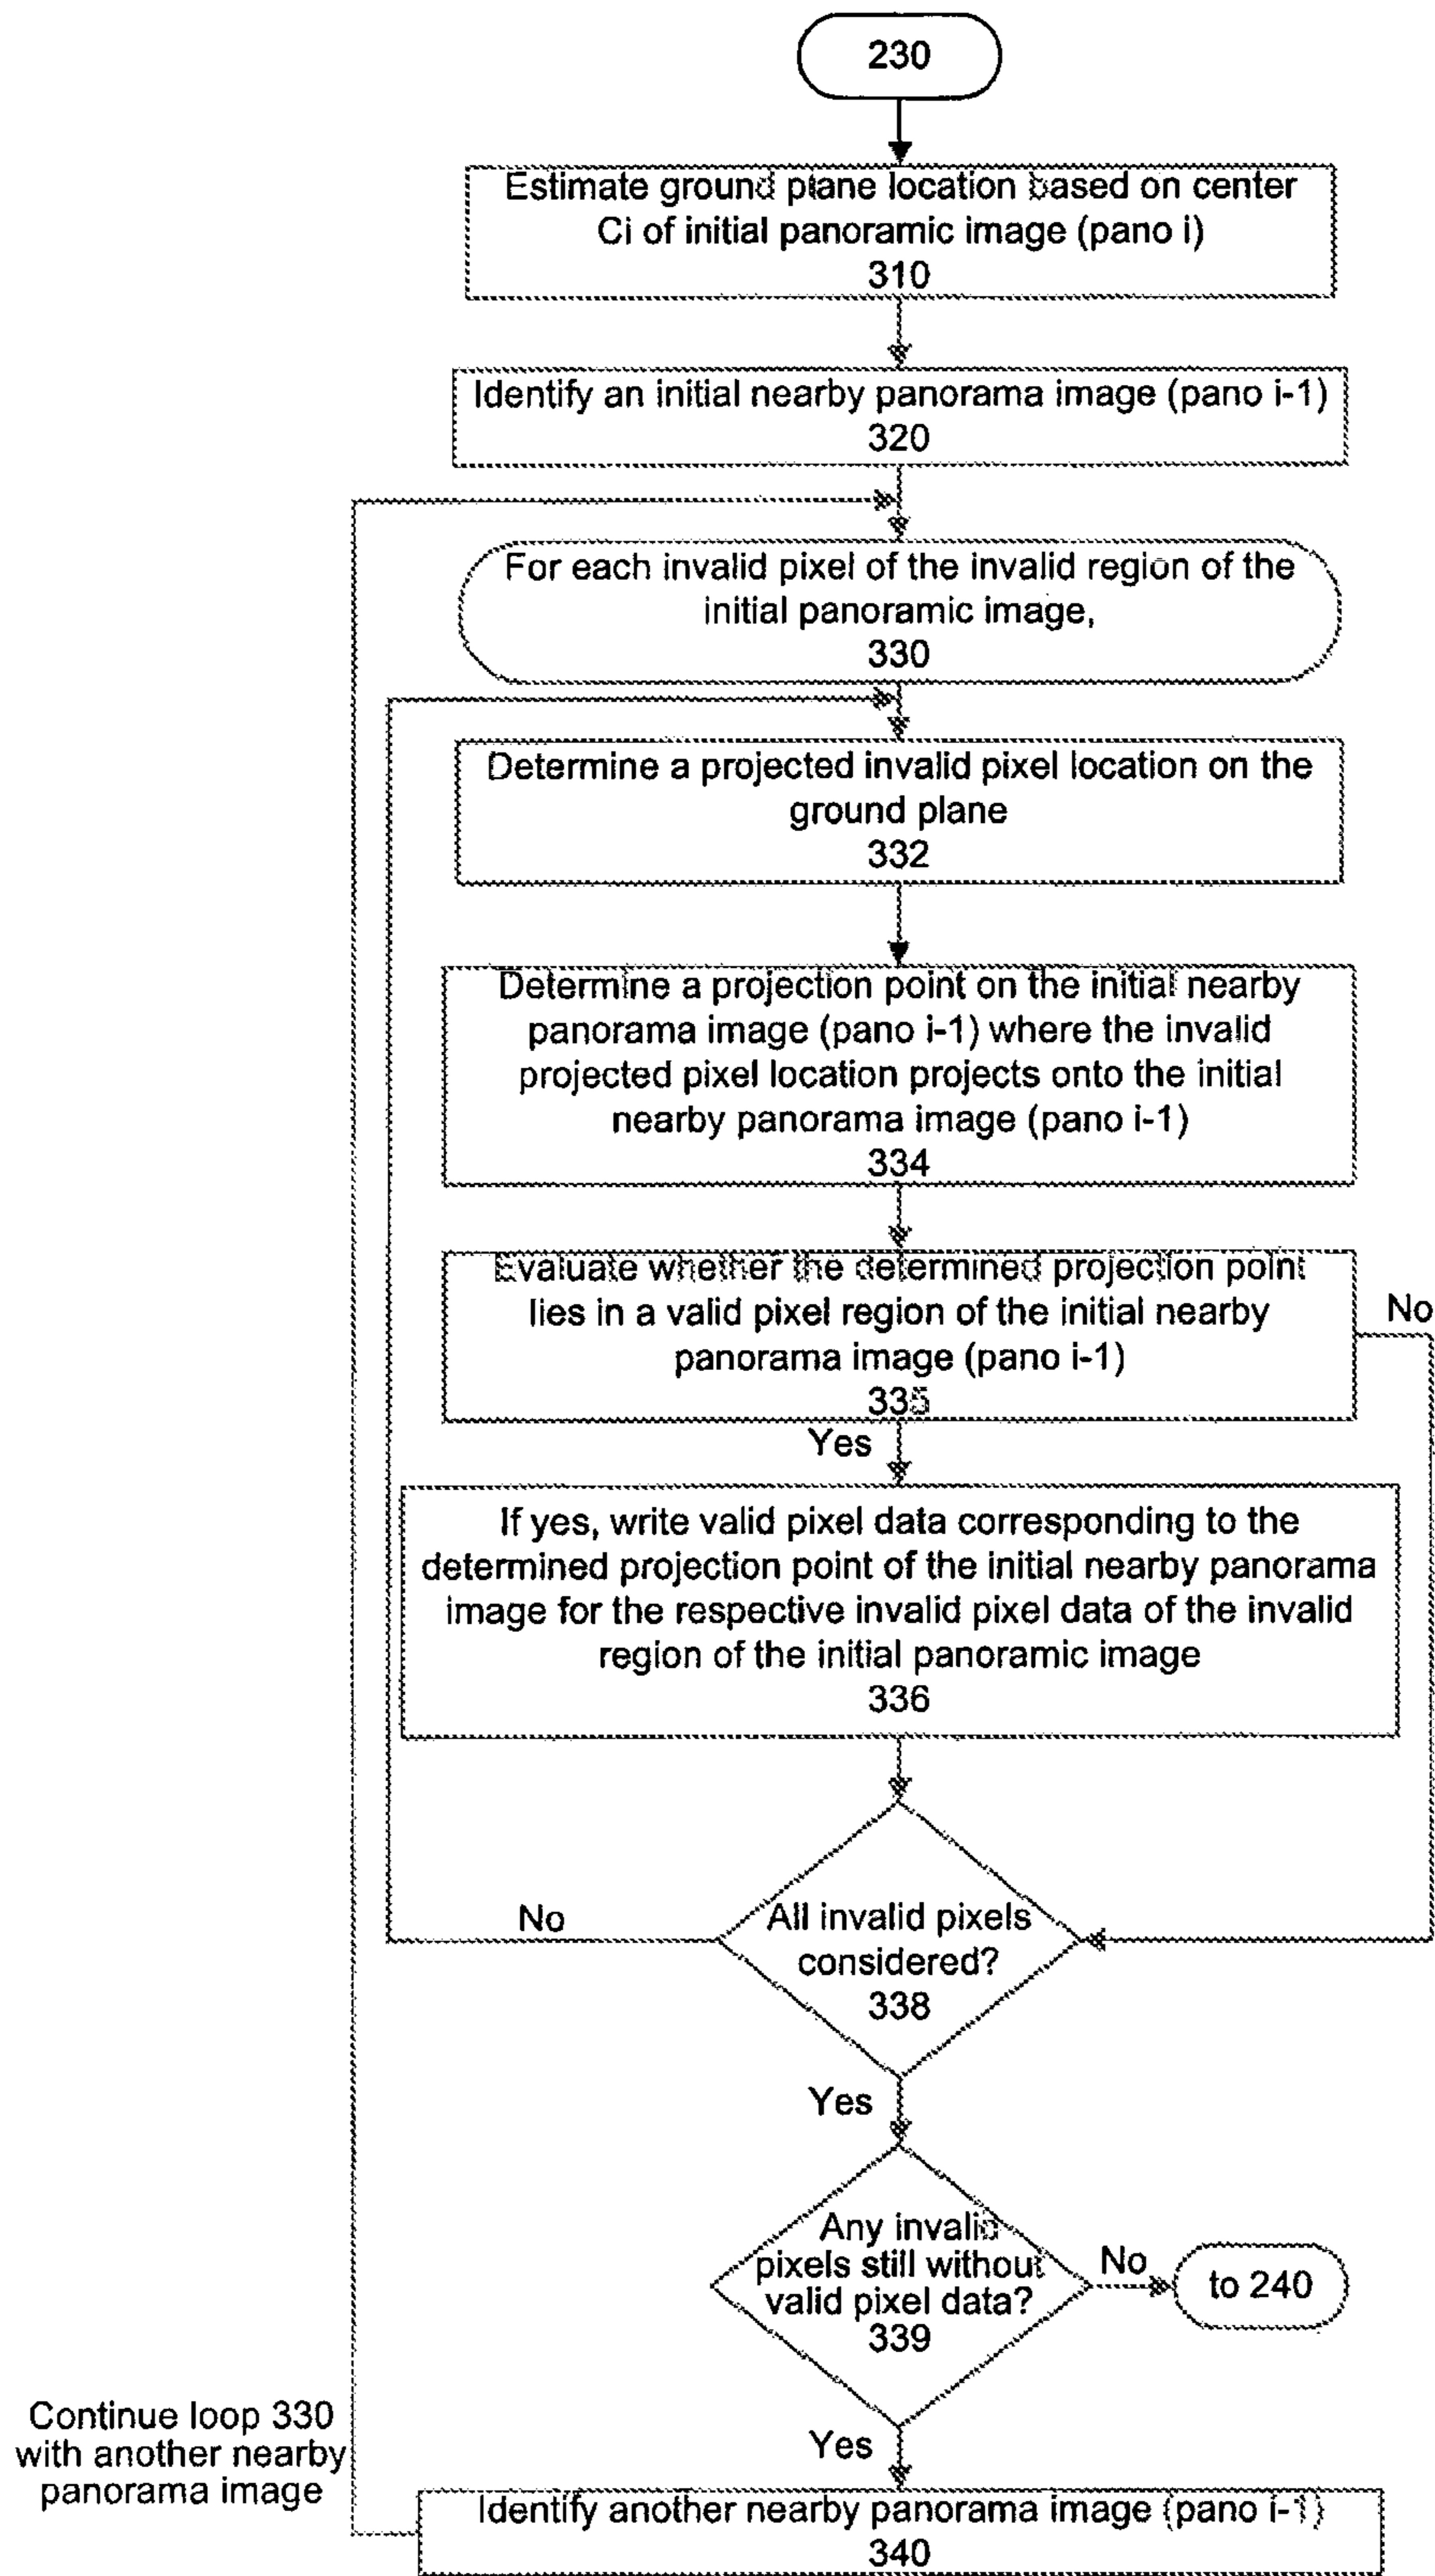 230
Estimate ground plane location based on center
Ci of initial panoramic image (pano i)
310
Identify an initial nearby panorama image (pano i-1)
320
For each invalid pixel of the invalid region of the
initial panoramic image,
330
Determine a projected invalid pixel location on the
ground plane
332
Determine a projection point on the initial nearby
panorama image (pano i-1) where the invalid
projected pixel location projects onto the initial
nearby panorama image (pano i-1)
334
Evaluate whether the determined projection point
lies in a valid pixel region of the initial nearby
panorama image (pano i-1)
335
No
Yes
If yes, write valid pixel data corresponding to the
determined projection point of the initial nearby panorama
image for the respective invalid pixel data of the invalid
region of the initial panoramic image
336
No
All invalid pixels
considered?
338
Yes
Any invalid
pixels still without
valid pixel data?
339
No
to 240
Yes
Continue loop 330
with another nearby
panorama image
Identify another nearby panorama image (pano i-1)
340